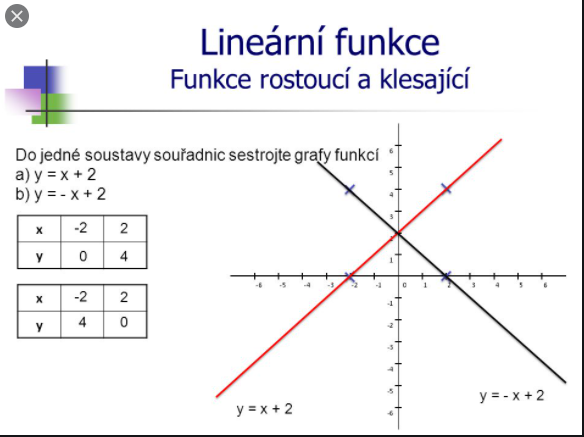 Lineární funkce
Funkce rostoucí a klesající
Do jedné soustavy souřadnic sestrojte grafy funkcí
a) y = x + 2
b) y = - x + 2
x -2 2
y 0 4
x -2 2
y 4 0
6
5
4
3
1
-6 -5 -4 -3 -2 -1 0 1 2 3 4 5 6
-1
-2
-3
-4
-5
-6
y = x + 2
y = - x + 2